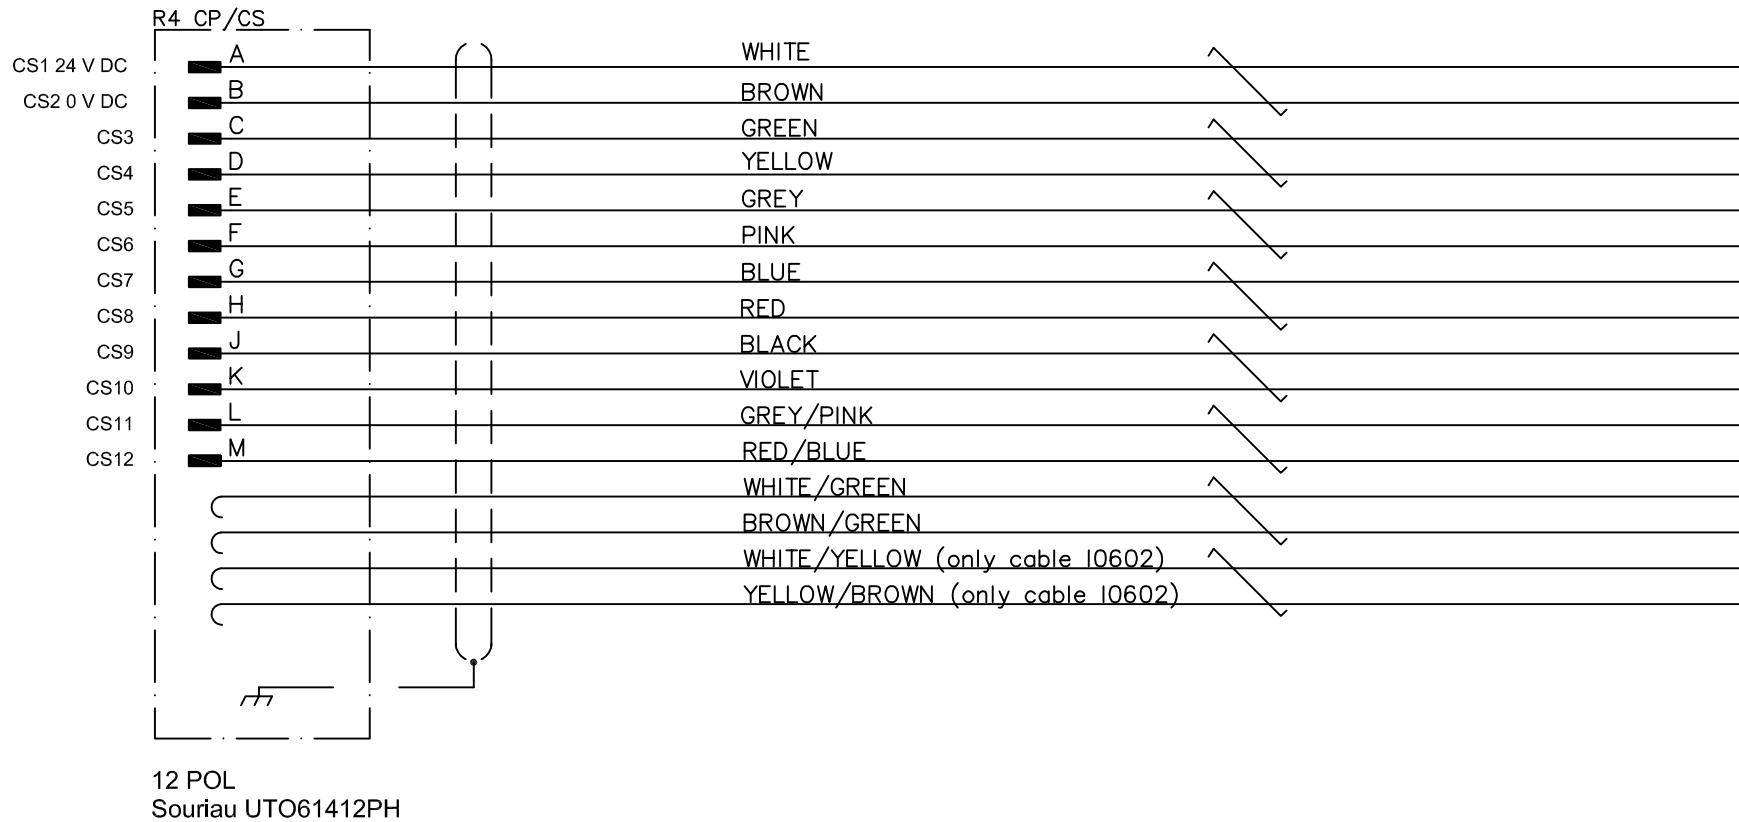 R4 CP/CS
CS1 24 V DC A WHITE
CS2 0 V DC B BROWN
CS3 C GREEN
CS4 D YELLOW
CS5 E GREY
CS6 F PINK
CS7 G BLUE
CS8 H RED
CS9 J BLACK
CS10 K VIOLET
CS11 L GREY/PINK
CS12 M RED/BLUE
WHITE/GREEN
BROWN/GREEN
WHITE/YELLOW (only cable I0602)
YELLOW/BROWN (only cable I0602)
12 POL
Souriau UTO61412PH